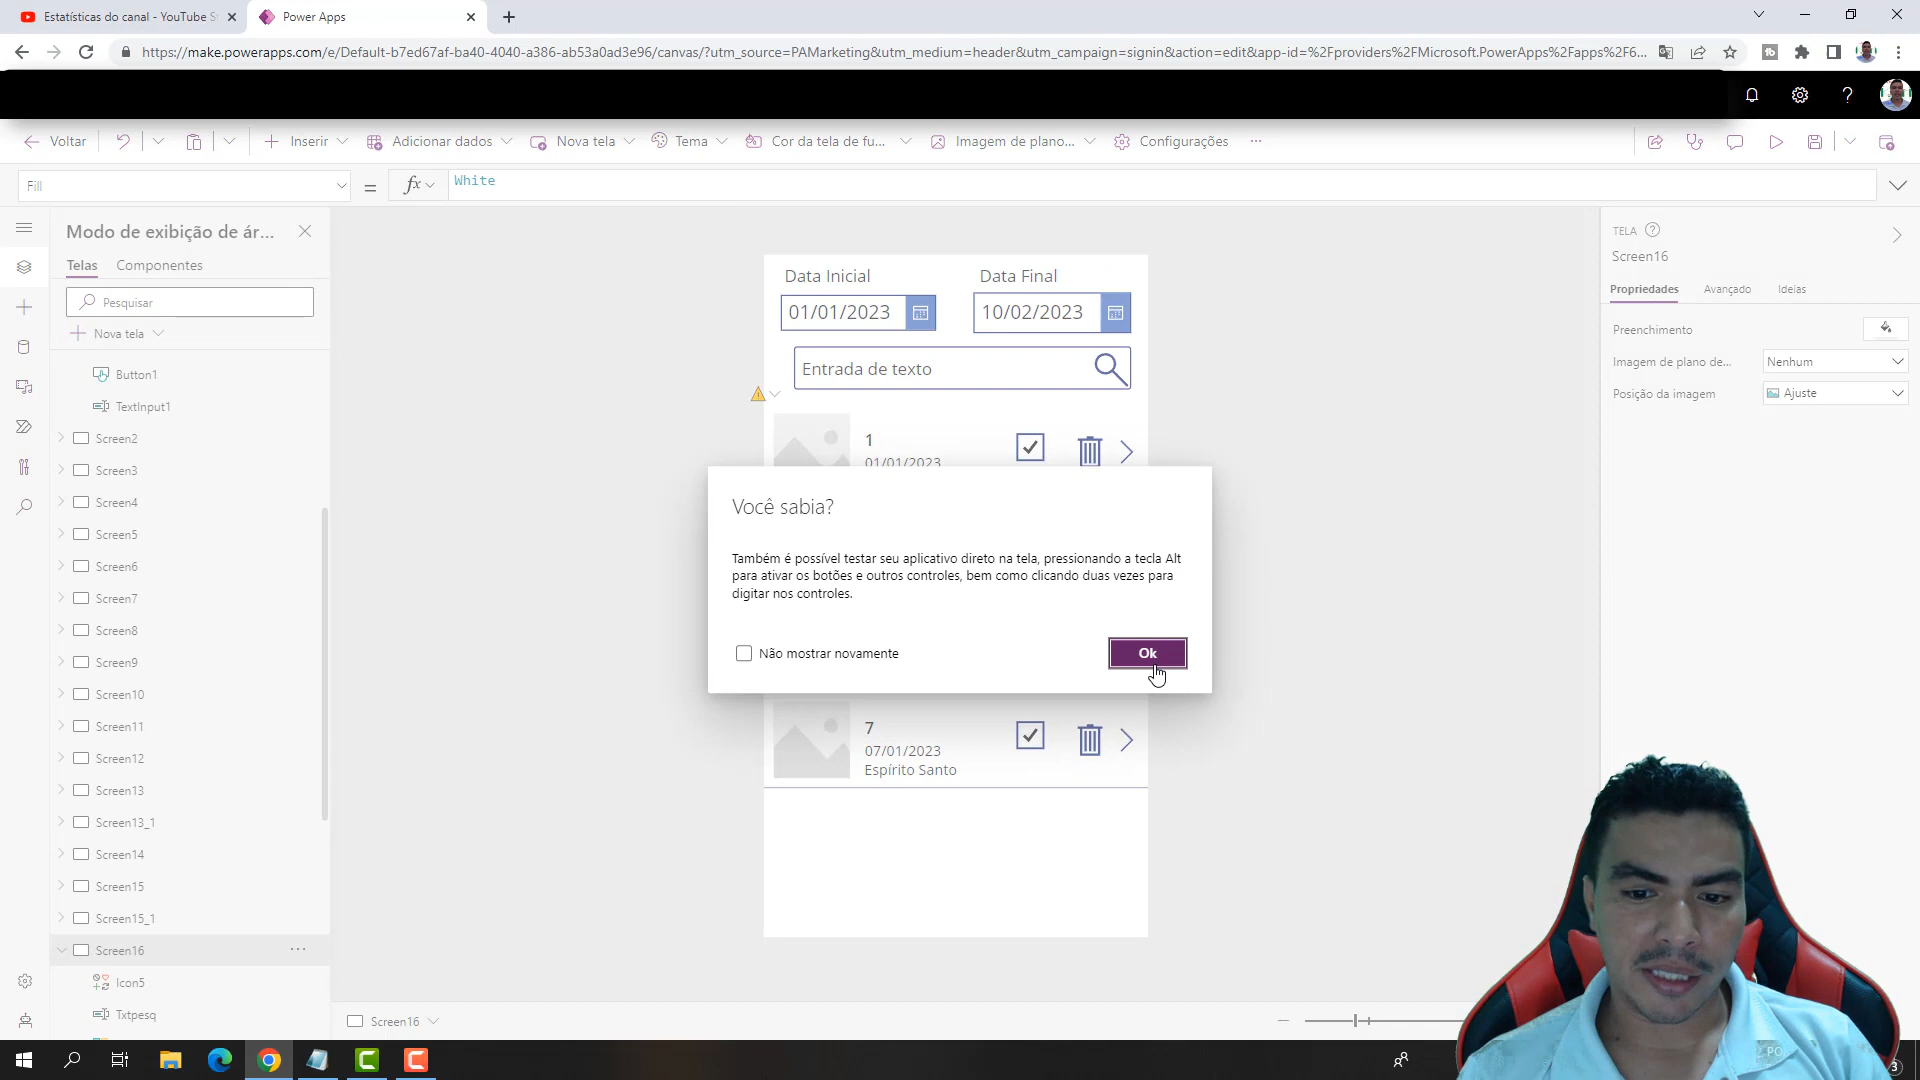 Estatísticas do canal - YouTube S
Power Apps
https://make.powerapps.com/e/Default-b7ed67af-ba40-4040-a386-ab53a0ad3e96/canvas/?utm_source=PAMarketing&utm_medium=header&utm_campaign=signin&action=edit&app-id=%2Fproviders%2FMicrosoft.PowerApps%2Fapps%2F6...
Voltar
Inserir
Adicionar dados
Nova tela
Tema
Cor da tela de fu...
Imagem de plano...
Configurações
Fill
=
fx
White
Modo de exibição de ár...
Telas
Componentes
Pesquisar
Nova tela
Button1
TextInput1
Screen2
Screen3
Screen4
Screen5
Screen6
Screen7
Screen8
Screen9
Screen10
Screen11
Screen12
Screen13
Screen13_1
Screen14
Screen15
Screen15_1
Screen16
Icon5
Txtpesq
Data Inicial
Data Final
01/01/2023
10/02/2023
Entrada de texto
1
01/01/2023
Você sabia?
Também é possível testar seu aplicativo direto na tela, pressionando a tecla Alt
para ativar os botões e outros controles, bem como clicando duas vezes para
digitar nos controles.
Não mostrar novamente
Ok
7
07/01/2023
Espírito Santo
Screen16
TELA
Screen16
Propriedades
Avançado
Ideias
Preenchimento
Imagem de plano de...
Nenhum
Posição da imagem
Ajuste
3